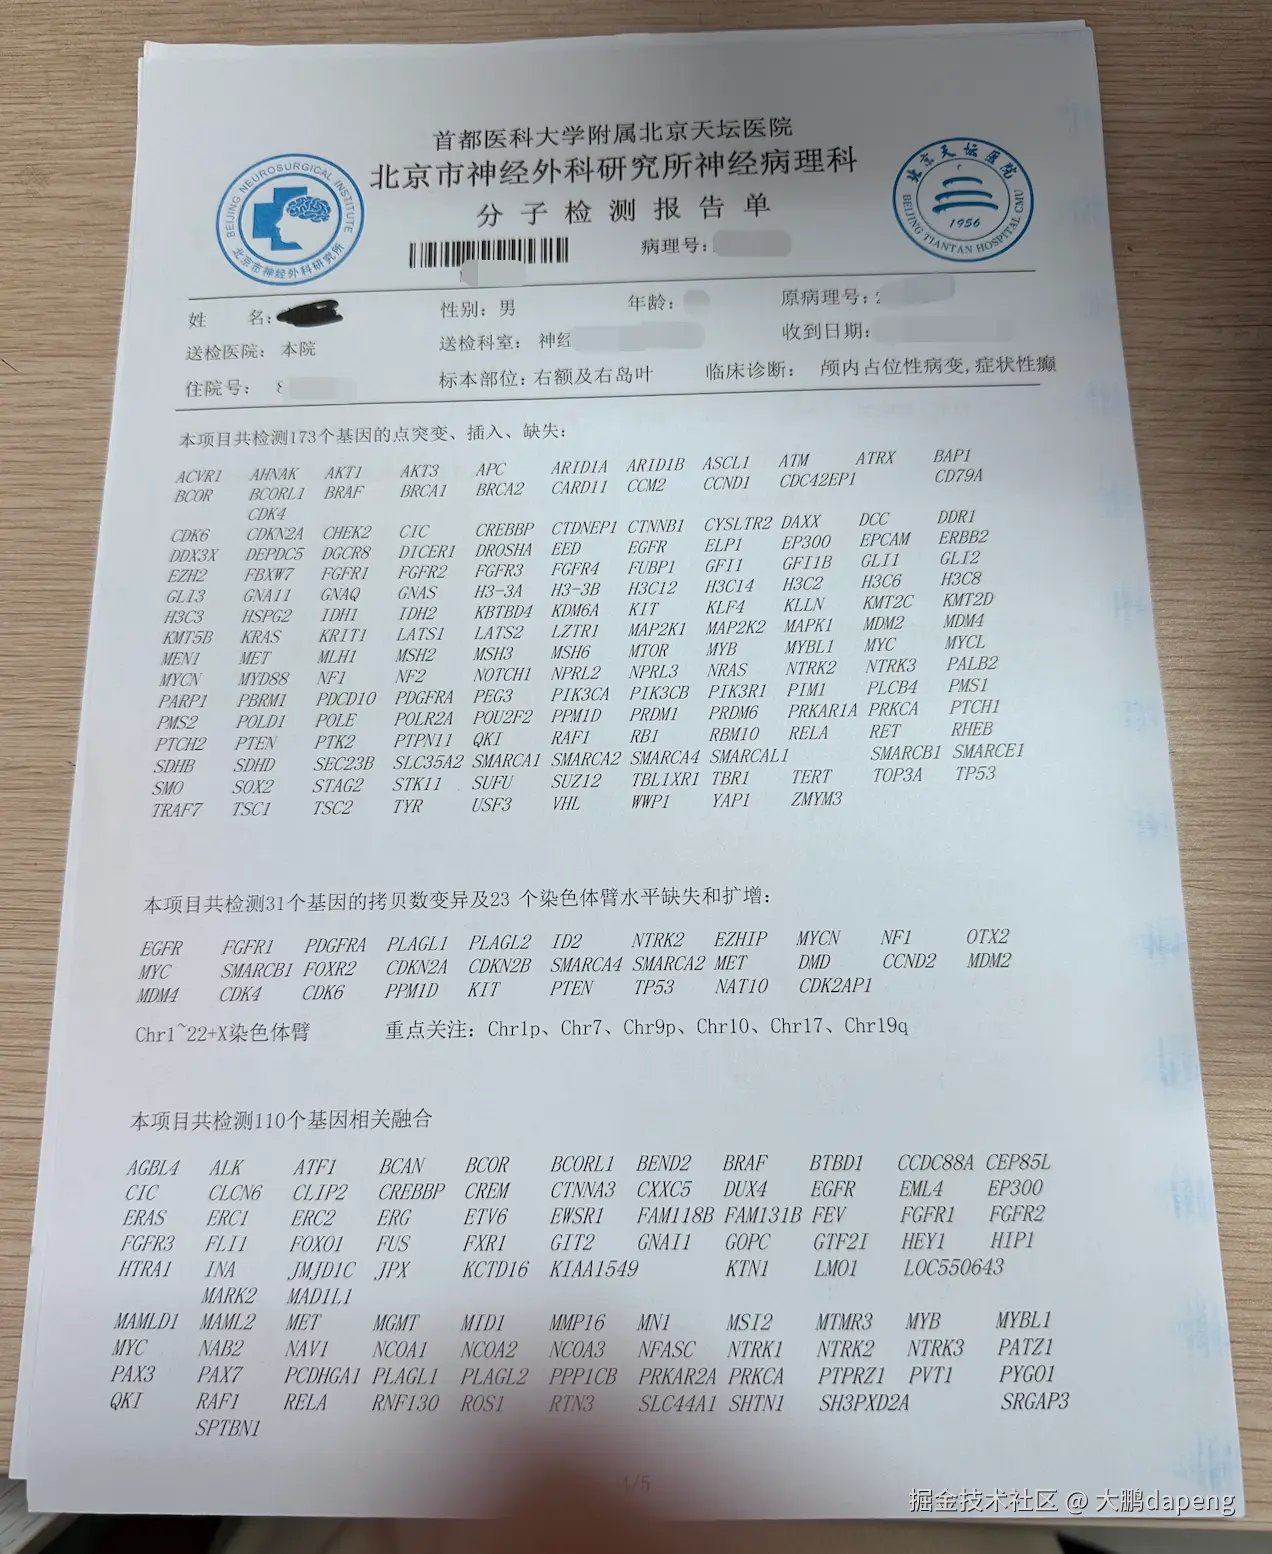 首都医科大学附属北京天坛医院
北京市神经外科研究所神经病理科
分子检测报告单
BEIJING NEUROSURGICAL INSTITUTE
北京市神经外科研究所
北京天坛医院
1956
BEIJING TIANTAN HOSPITAL CMU
病理号:
姓 名: 性别: 男 年龄: 原病理号: 2
送检医院: 本院 送检科室: 神经 收到日期:
住院号: 8 标本部位: 右额及右岛叶 临床诊断: 颅内占位性病变,症状性癫
本项目共检测173个基因的点突变、插入、缺失:
ACVR1 AHNAK AKT1 AKT3 APC ARID1A ARID1B ASCL1 ATM ATRX BAP1
BCOR BCORL1 BRAF BRCA1 BRCA2 CARD11 CCM2 CCND1 CDC42EP1 CD79A
CDK4
CDK6 CDKN2A CHEK2 CIC CREBBP CTDNEP1 CTNNB1 CYSLTR2 DAXX DCC DDR1
DDX3X DEPDC5 DGCR8 DICER1 DROSHA EED EGFR ELP1 EP300 EPCAM ERBB2
EZH2 FBXW7 FGFR1 FGFR2 FGFR3 FGFR4 FUBP1 GFI1 GFI1B GLI1 GLI2
GLI3 GNA11 GNAQ GNAS H3-3A H3-3B H3C12 H3C14 H3C2 H3C6 H3C8
H3C3 HSPG2 IDH1 IDH2 KBTBD4 KDM6A KIT KLF4 KLLN KMT2C KMT2D
KMT5B KRAS KRIT1 LATS1 LATS2 LZTR1 MAP2K1 MAP2K2 MAPK1 MDM2 MDM4
MEN1 MET MLH1 MSH2 MSH3 MSH6 MTOR MYB MYBL1 MYC MYCL
MYCN MYD88 NF1 NF2 NOTCH1 NPRL2 NPRL3 NRAS NTRK2 NTRK3 PALB2
PARP1 PBRM1 PDCD10 PDGFRA PEG3 PIK3CA PIK3CB PIK3R1 PIM1 PLCB4 PMS1
PMS2 POLD1 POLE POLR2A POU2F2 PPM1D PRDM1 PRDM6 PRKAR1A PRKCA PTCH1
PTCH2 PTEN PTK2 PTPN11 QKI RAF1 RB1 RBM10 RELA RET RHEB
SDHB SDHD SEC23B SLC35A2 SMARCA1 SMARCA2 SMARCA4 SMARCAL1 SMARCB1 SMARCE1
SMO SOX2 STAG2 STK11 SUFU SUZ12 TBL1XR1 TBR1 TERT TOP3A TP53
TRAF7 TSC1 TSC2 TYR USF3 VHL WWP1 YAP1 ZMYM3
本项目共检测31个基因的拷贝数变异及23 个染色体臂水平缺失和扩增:
EGFR FGFR1 PDGFRA PLAGL1 PLAGL2 ID2 NTRK2 EZHIP MYCN NF1 OTX2
MYC SMARCB1 FOXR2 CDKN2A CDKN2B SMARCA4 SMARCA2 MET DMD CCND2 MDM2
MDM4 CDK4 CDK6 PPM1D KIT PTEN TP53 NAT10 CDK2AP1
Chr1~22+X染色体臂 重点关注: Chr1p、Chr7、Chr9p、Chr10、Chr17、Chr19q
本项目共检测110个基因相关融合
AGBL4 ALK ATF1 BCAN BCOR BCORL1 BEND2 BRAF BTBD1 CCDC88A CEP85L
CIC CLCN6 CLIP2 CREBBP CREM CTNNA3 CXXC5 DUX4 EGFR EML4 EP300
ERAS ERC1 ERC2 ERG ETV6 EWSR1 FAM118B FAM131B FEV FGFR1 FGFR2
FGFR3 FLI1 FOXO1 FUS FXR1 GIT2 GNAI1 GOPC GTF2I HEY1 HIP1
HTRA1 INA JMJD1C JPX KCTD16 KIAA1549 KTN1 LMO1 LOC550643
MARK2 MAD1L1
MAMLD1 MAML2 MET MGMT MID1 MMP16 MN1 MSI2 MTMR3 MYB MYBL1
MYC NAB2 NAV1 NCOA1 NCOA2 NCOA3 NFASC NTRK1 NTRK2 NTRK3 PATZ1
PAX3 PAX7 PCDHGA1 PLAGL1 PLAGL2 PPP1CB PRKAR2A PRKCA PTPRZ1 PVT1 PYGO1
QKI RAF1 RELA RNF130 ROS1 RTN3 SLC44A1 SHTN1 SH3PXD2A SRGAP3
SPTBN1
4/5
掘金技术社区 @ 大鹏dapeng